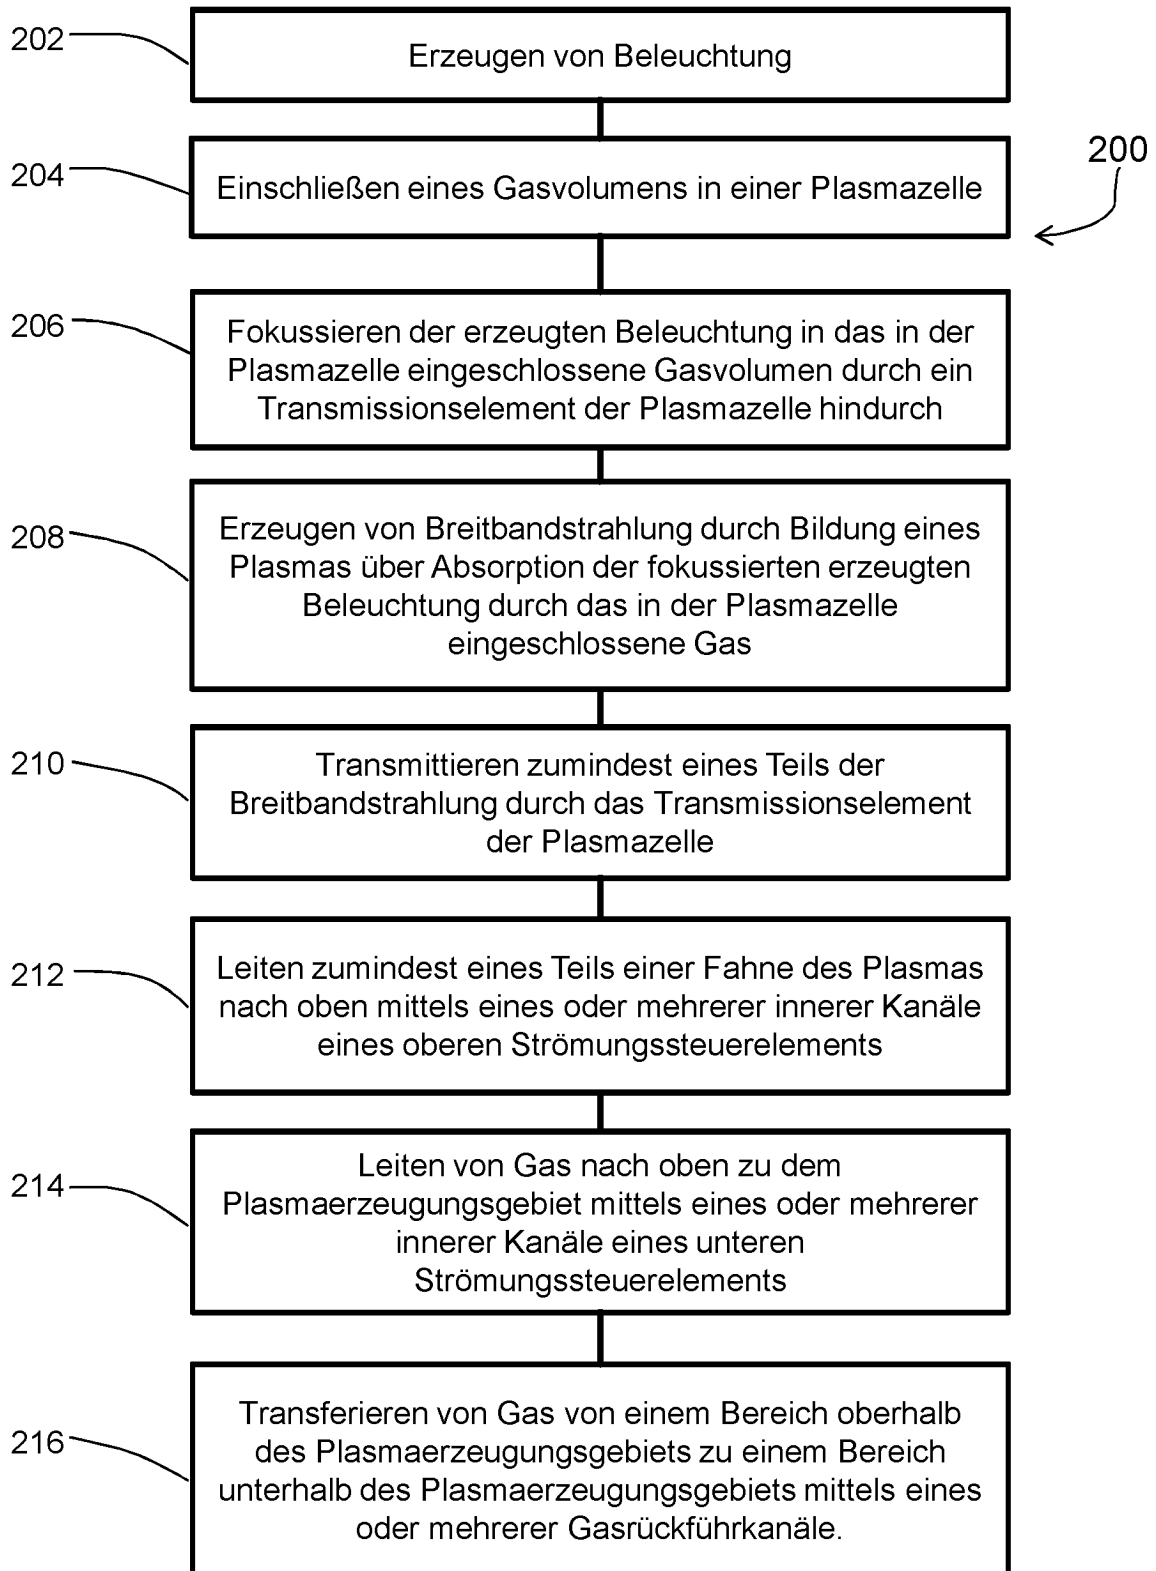 202
Erzeugen von Beleuchtung
204
Einschließen eines Gasvolumens in einer Plasmazelle
200
206
Fokussieren der erzeugten Beleuchtung in das in der
Plasmazelle eingeschlossene Gasvolumen durch ein
Transmissionselement der Plasmazelle hindurch
208
Erzeugen von Breitbandstrahlung durch Bildung eines
Plasmas über Absorption der fokussierten erzeugten
Beleuchtung durch das in der Plasmazelle
eingeschlossene Gas
210
Transmittieren zumindest eines Teils der
Breitbandstrahlung durch das Transmissionselement
der Plasmazelle
212
Leiten zumindest eines Teils einer Fahne des Plasmas
nach oben mittels eines oder mehrerer innerer Kanäle
eines oberen Strömungssteuerelements
214
Leiten von Gas nach oben zu dem
Plasmaerzeugungsgebiet mittels eines oder mehrerer
innerer Kanäle eines unteren
Strömungssteuerelements
216
Transferieren von Gas von einem Bereich oberhalb
des Plasmaerzeugungsgebiets zu einem Bereich
unterhalb des Plasmaerzeugungsgebiets mittels eines
oder mehrerer Gasrückführkanäle.